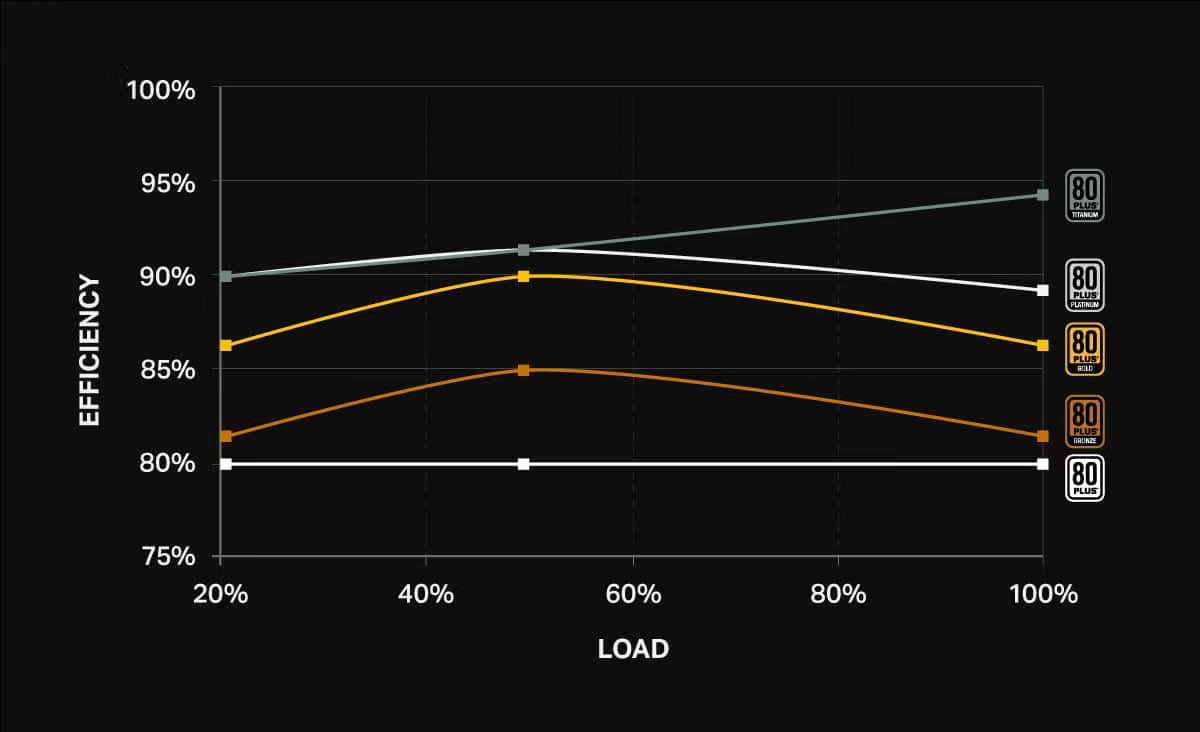 100%
95%
90%
85%
80%
75%
EFFICIENCY
20% 40% 60% 80% 100%
LOAD
80
PLUS
TITANIUM
80
PLUS
PLATINUM
80
PLUS
GOLD
80
PLUS
BRONZE
80
PLUS